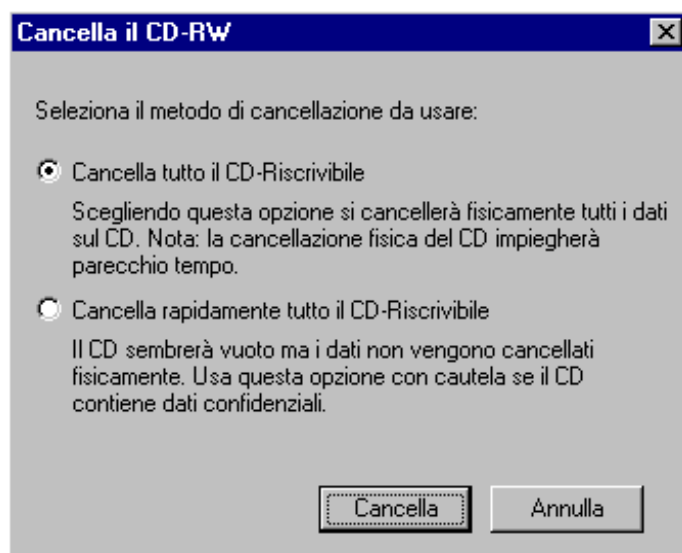 Cancella il CD-RW
Seleziona il metodo di cancellazione da usare:
Cancella tutto il CD-Riscrivibile
Scegliendo questa opzione si cancellerà fisicamente tutti i dati
sul CD. Nota: la cancellazione fisica del CD impiegherà
parecchio tempo.
Cancella rapidamente tutto il CD-Riscrivibile
Il CD sembrerà vuoto ma i dati non vengono cancellati
fisicamente. Usa questa opzione con cautela se il CD
contiene dati confidenziali.
Cancella Annulla